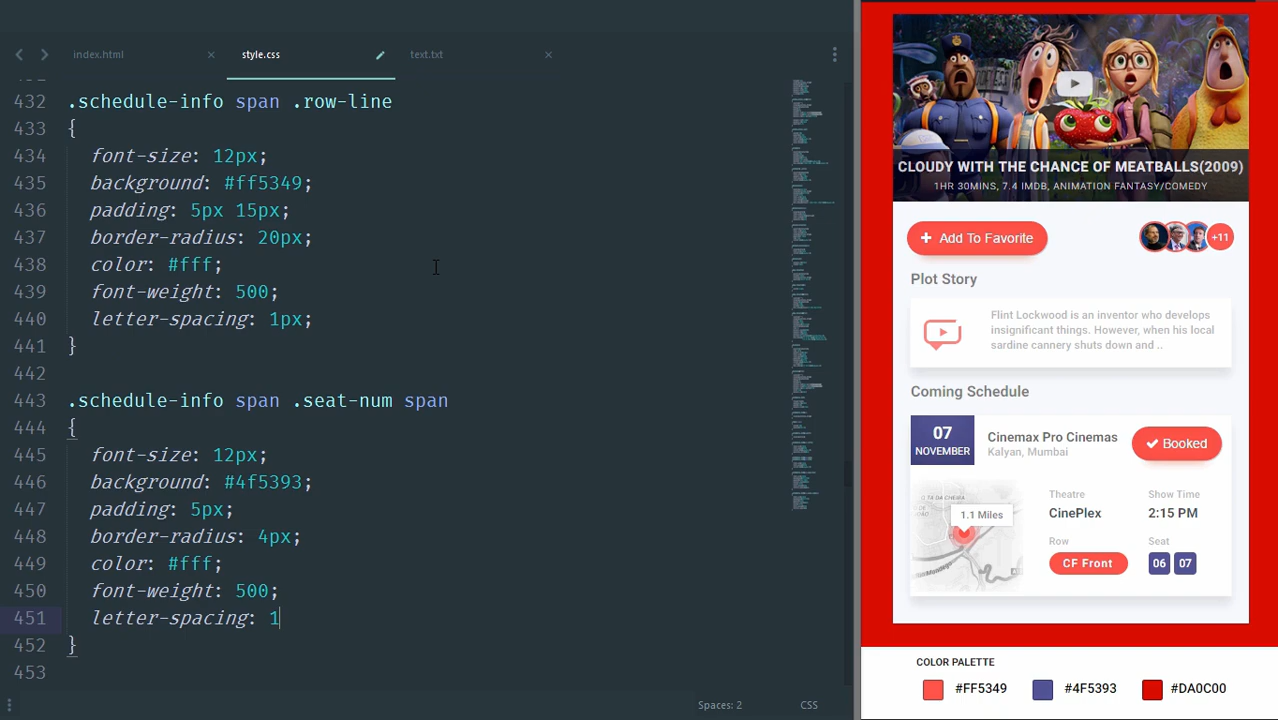 index.html
style.css
text.txt
432 .schedule-info span .row-line
433 {
434 font-size: 12px;
435 background: #ff5349;
436 padding: 5px 15px;
437 border-radius: 20px;
438 color: #fff;
439 font-weight: 500;
440 letter-spacing: 1px;
441 }
442
443 .schedule-info span .seat-num span
444 {
445 font-size: 12px;
446 background: #4f5393;
447 padding: 5px;
448 border-radius: 4px;
449 color: #fff;
450 font-weight: 500;
451 letter-spacing: 1
452 }
453
Spaces: 2
CSS
CLOUDY WITH THE CHANCE OF MEATBALLS(2009)
1HR 30MINS, 7.4 IMDB, ANIMATION FANTASY/COMEDY
Add To Favorite
+11
Plot Story
Flint Lockwood is an inventor who develops
insignificant things. However, when his local
sardine cannery shuts down and ..
Coming Schedule
07
NOVEMBER
Cinemax Pro Cinemas
Kalyan, Mumbai
Booked
1.1 Miles
Theatre
CinePlex
Show Time
2:15 PM
Row
CF Front
Seat
06 07
COLOR PALETTE
#FF5349
#4F5393
#DA0C00